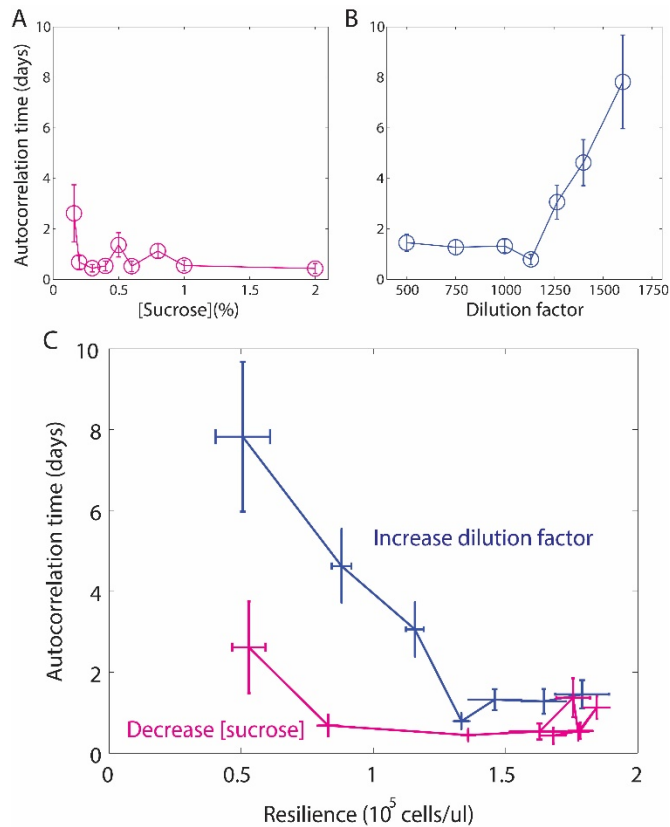 A
B
10
8
6
4
2
0
Autocorrelation time (days)
0 0.5 1 1.5 2
[Sucrose](%)
10
8
6
4
2
0
500 750 1000 1250 1500 1750
Dilution factor
C
10
8
6
4
2
0
Autocorrelation time (days)
Increase dilution factor
Decrease [sucrose]
0 0.5 1 1.5 2
Resilience (10⁵ cells/ul)